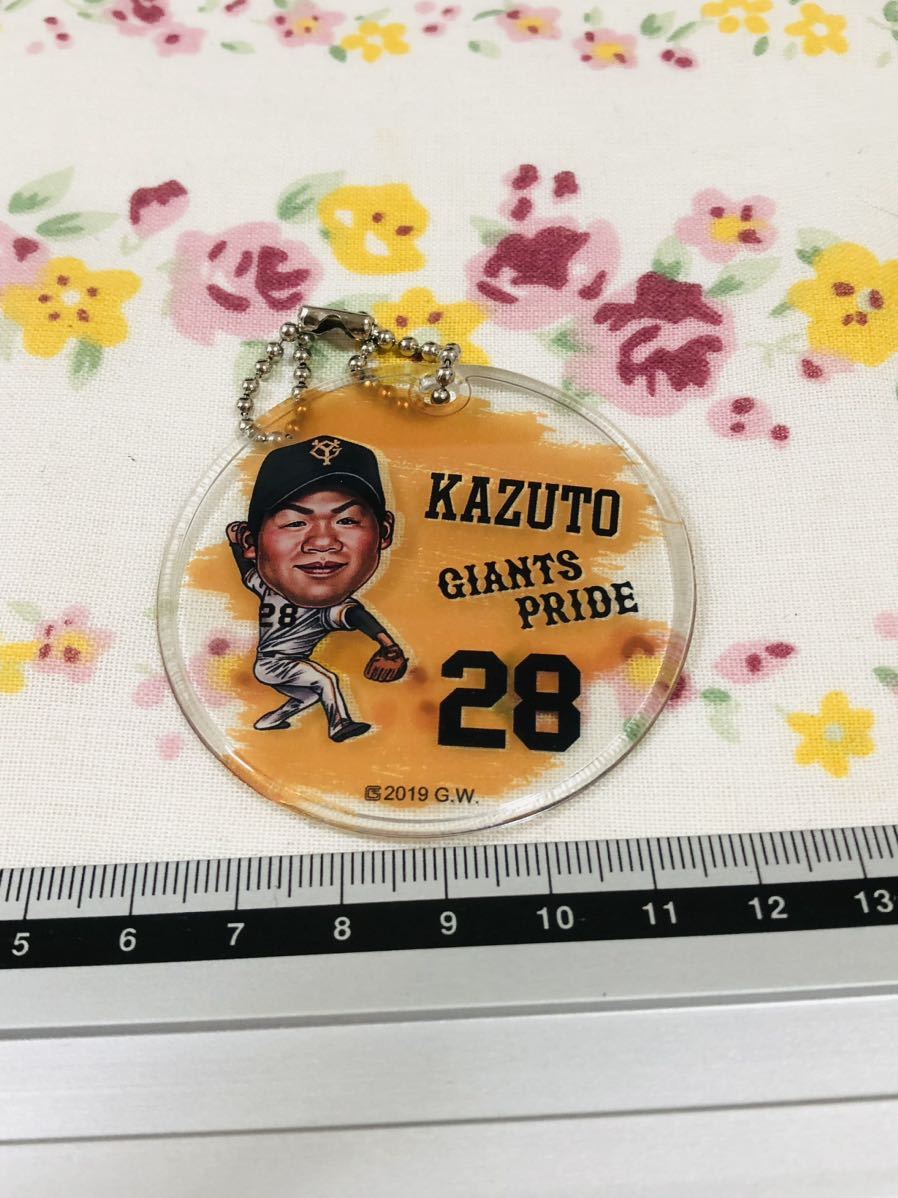 KAZUTO
GIANTS
PRIDE
28
28
G 2019 G.W.
5 6 7 8 9 10 11 12 13